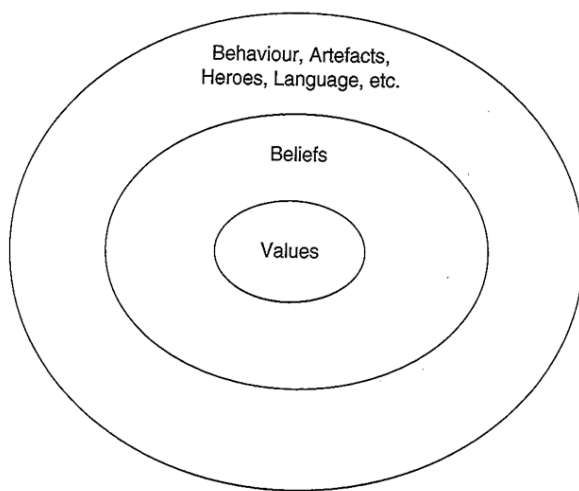 Behaviour, Artefacts,
Heroes, Language, etc.
Beliefs
Values